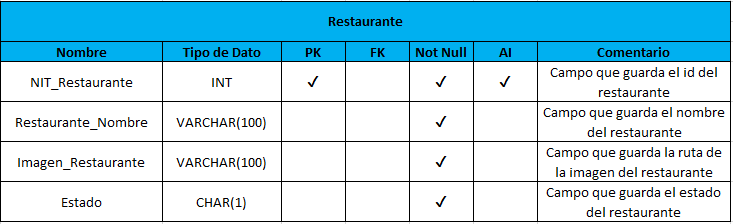 Restaurante
Nombre Tipo de Dato PK FK Not Null AI Comentario
NIT_Restaurante INT ✓ ✓ ✓ Campo que guarda el id del
restaurante
Restaurante_Nombre VARCHAR(100) ✓ Campo que guarda el nombre
del restaurante
Imagen_Restaurante VARCHAR(100) ✓ Campo que guarda la ruta de
la imagen del restaurante
Estado CHAR(1) ✓ Campo que guarda el estado
del restaurante